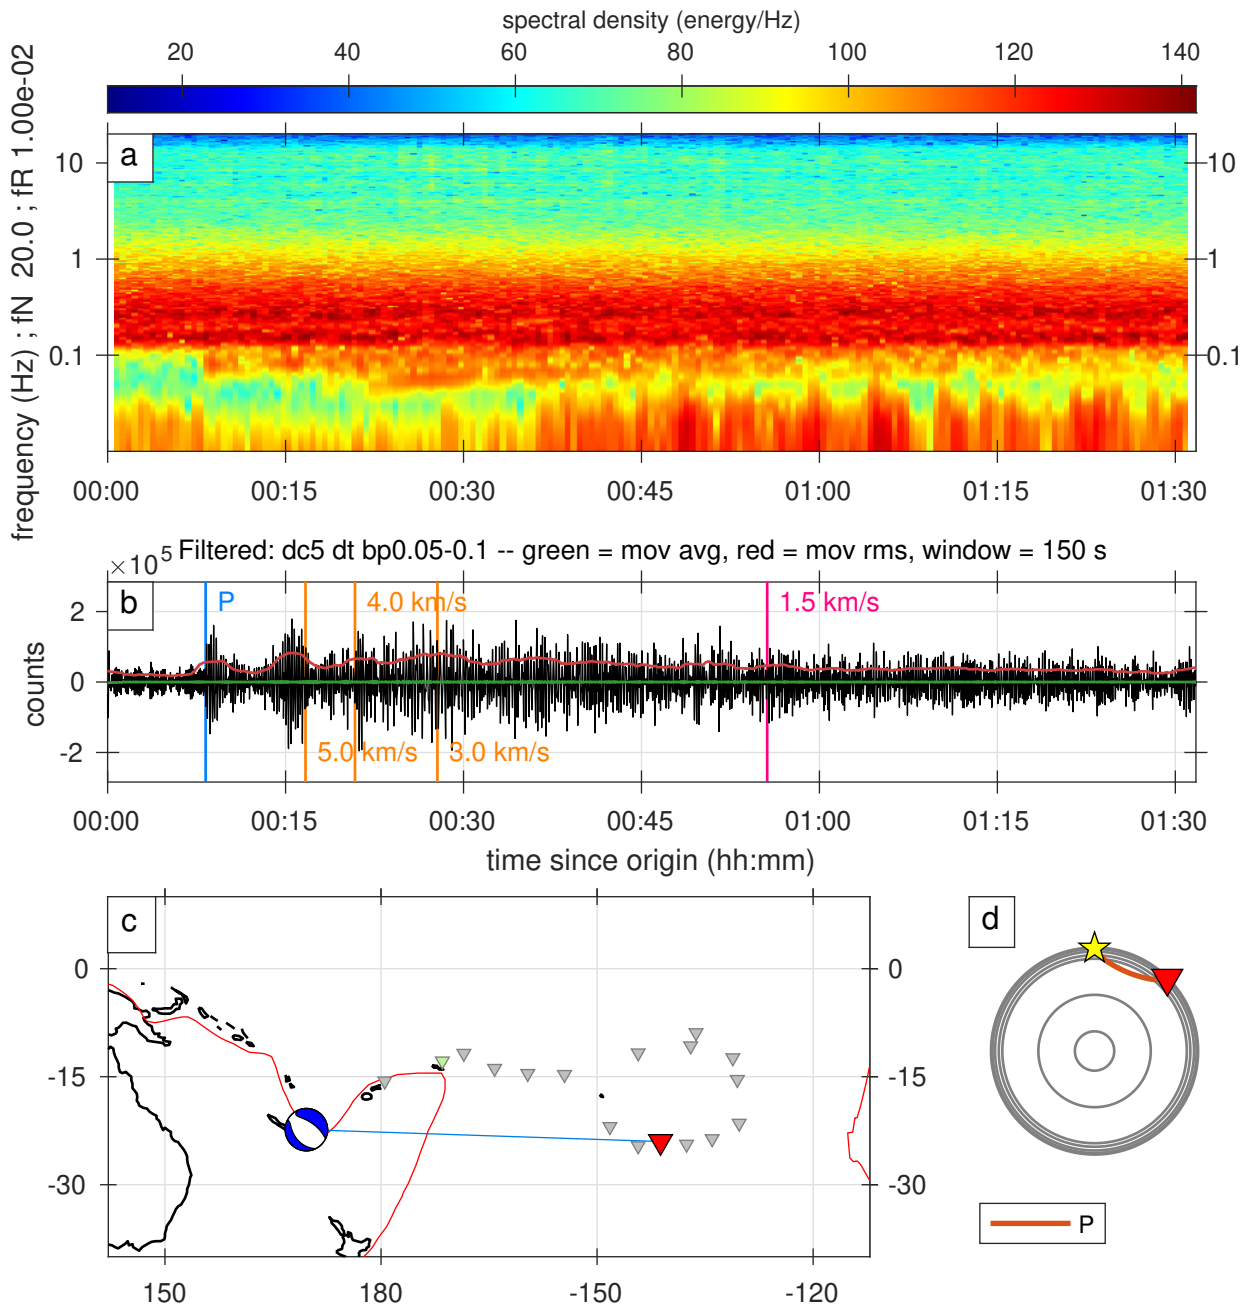 spectral density (energy/Hz)
20 40 60 80 100 120 140
frequency (Hz) ; fN 20.0 ; fR 1.00e-02
a
10 10
1 1
0.1 0.1
00:00 00:15 00:30 00:45 01:00 01:15 01:30
×10⁵ Filtered: dc5 dt bp0.05-0.1 -- green = mov avg, red = mov rms, window = 150 s
b
P 4.0 km/s 1.5 km/s
counts
2
0
-2
5.0 km/s 3.0 km/s
00:00 00:15 00:30 00:45 01:00 01:15 01:30
time since origin (hh:mm)
c
0 0
-15 -15
-30 -30
150 180 -150 -120
d
P